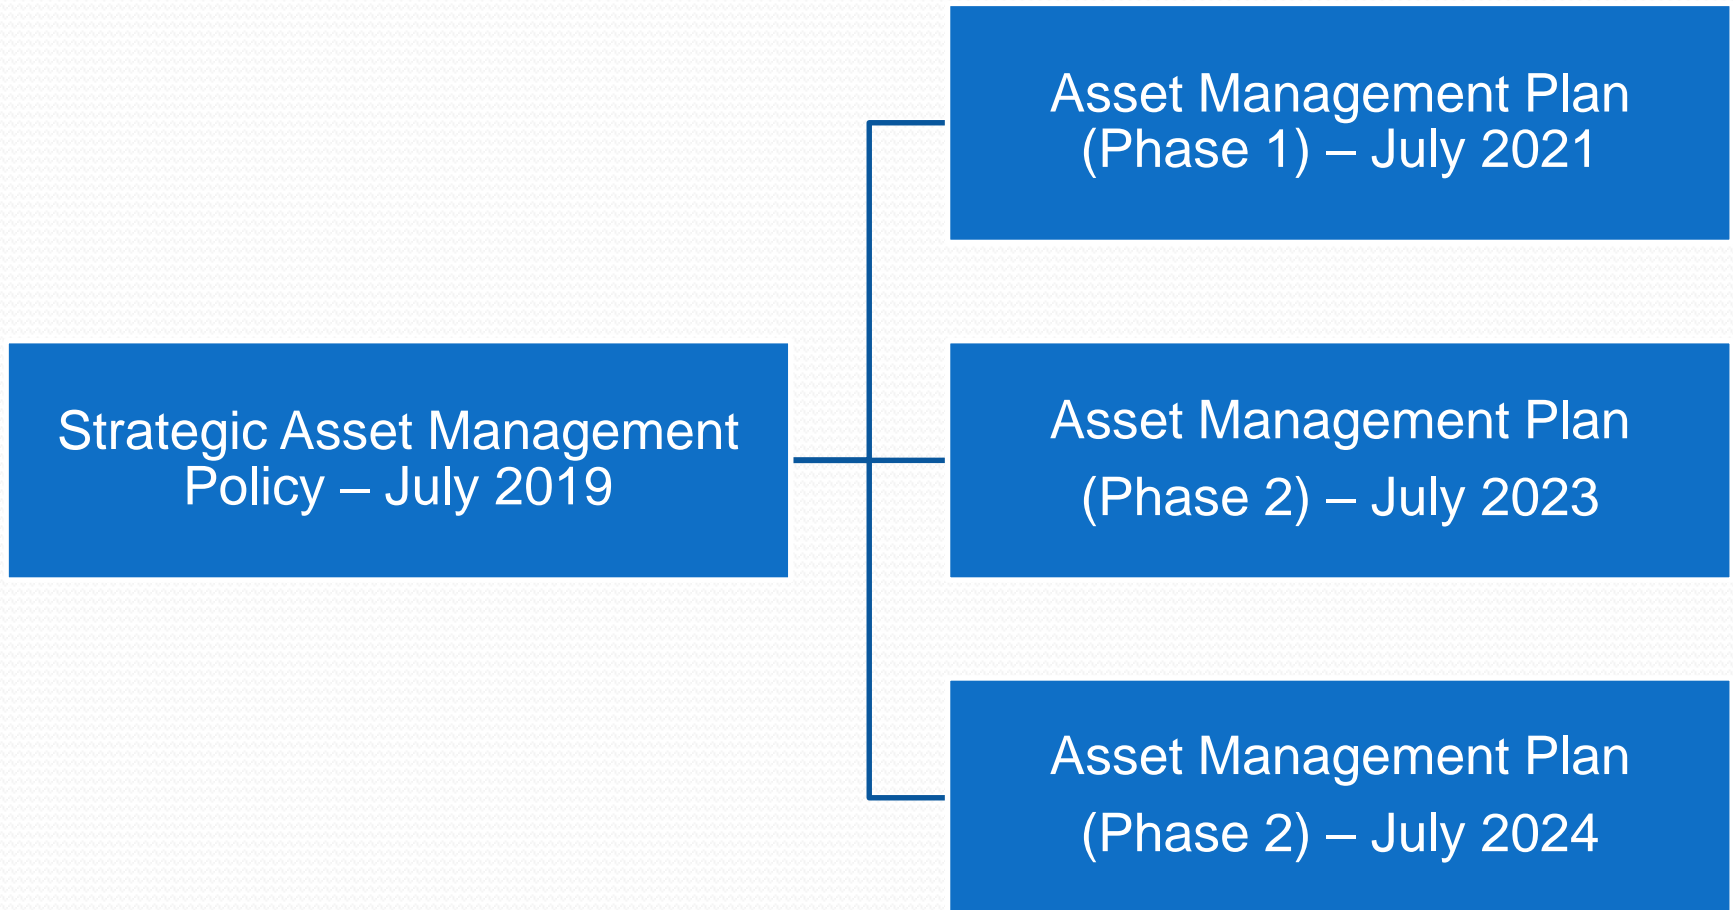 Strategic Asset Management
Policy – July 2019
Asset Management Plan
(Phase 1) – July 2021
Asset Management Plan
(Phase 2) – July 2023
Asset Management Plan
(Phase 2) – July 2024